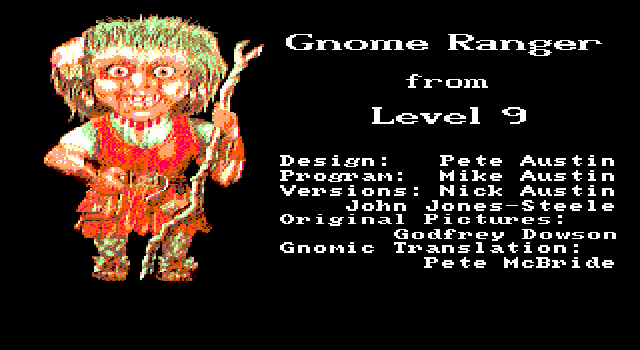 Gnome Ranger
from
Level 9
Design: Pete Austin
Program: Mike Austin
Versions: Nick Austin
John Jones-Steele
Original Pictures:
Godfrey Dowson
Gnomic Translation:
Pete McBride